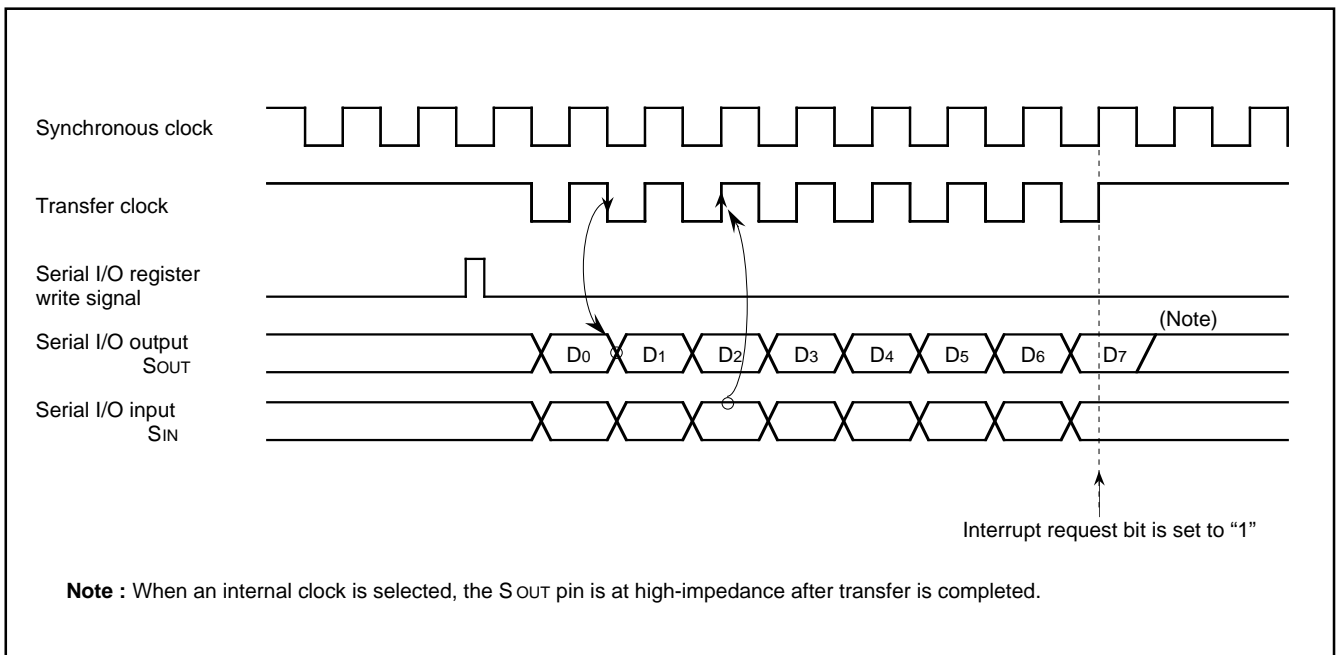 Synchronous clock
Transfer clock
Serial I/O register
write signal
(Note)
Serial I/O output
SOUT
D0 D1 D2 D3 D4 D5 D6 D7
Serial I/O input
SIN
Interrupt request bit is set to “1”
Note : When an internal clock is selected, the SOUT pin is at high-impedance after transfer is completed.